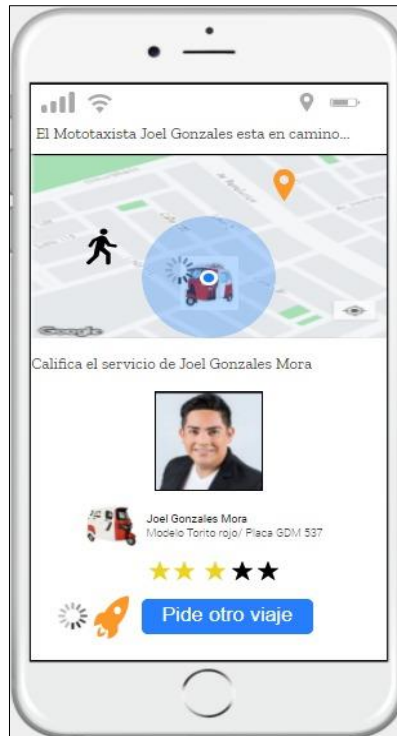 El Mototaxista Joel Gonzales esta en camino...
Google
Califica el servicio de Joel Gonzales Mora
Joel Gonzales Mora
Modelo Torito rojo/ Placa GDM 537
Pide otro viaje